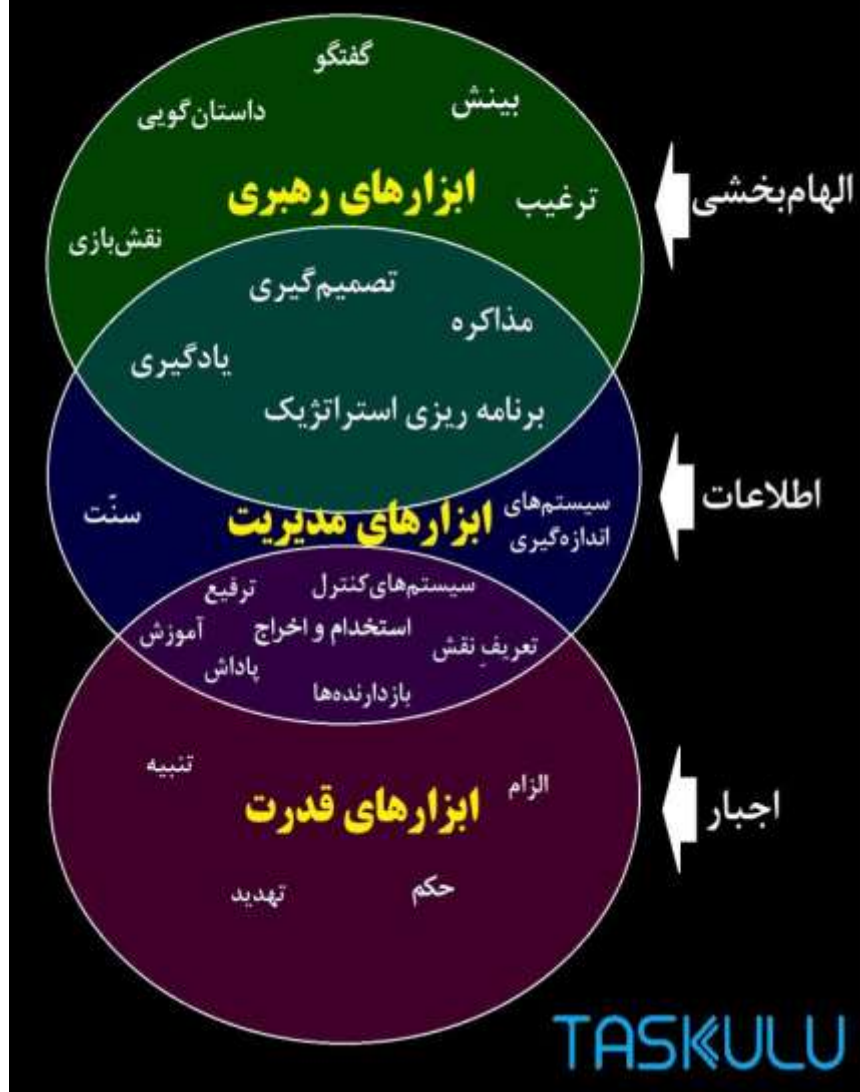 گفتگو
بینش
داستان‌گویی
ابزارهای رهبری
ترغیب
نقش‌بازی
الهام‌بخشی
تصمیم‌گیری
مذاکره
یادگیری
برنامه ریزی استراتژیک
سنّت
ابزارهای مدیریت
سیستم‌های
اندازه‌گیری
اطلاعات
سیستم‌های کنترل
ترفیع
استخدام و اخراج
آموزش
تعریفِ نقش
پاداش
بازدارنده‌ها
تنبیه
الزام
ابزارهای قدرت
اجبار
حکم
تهدید
TASKULU